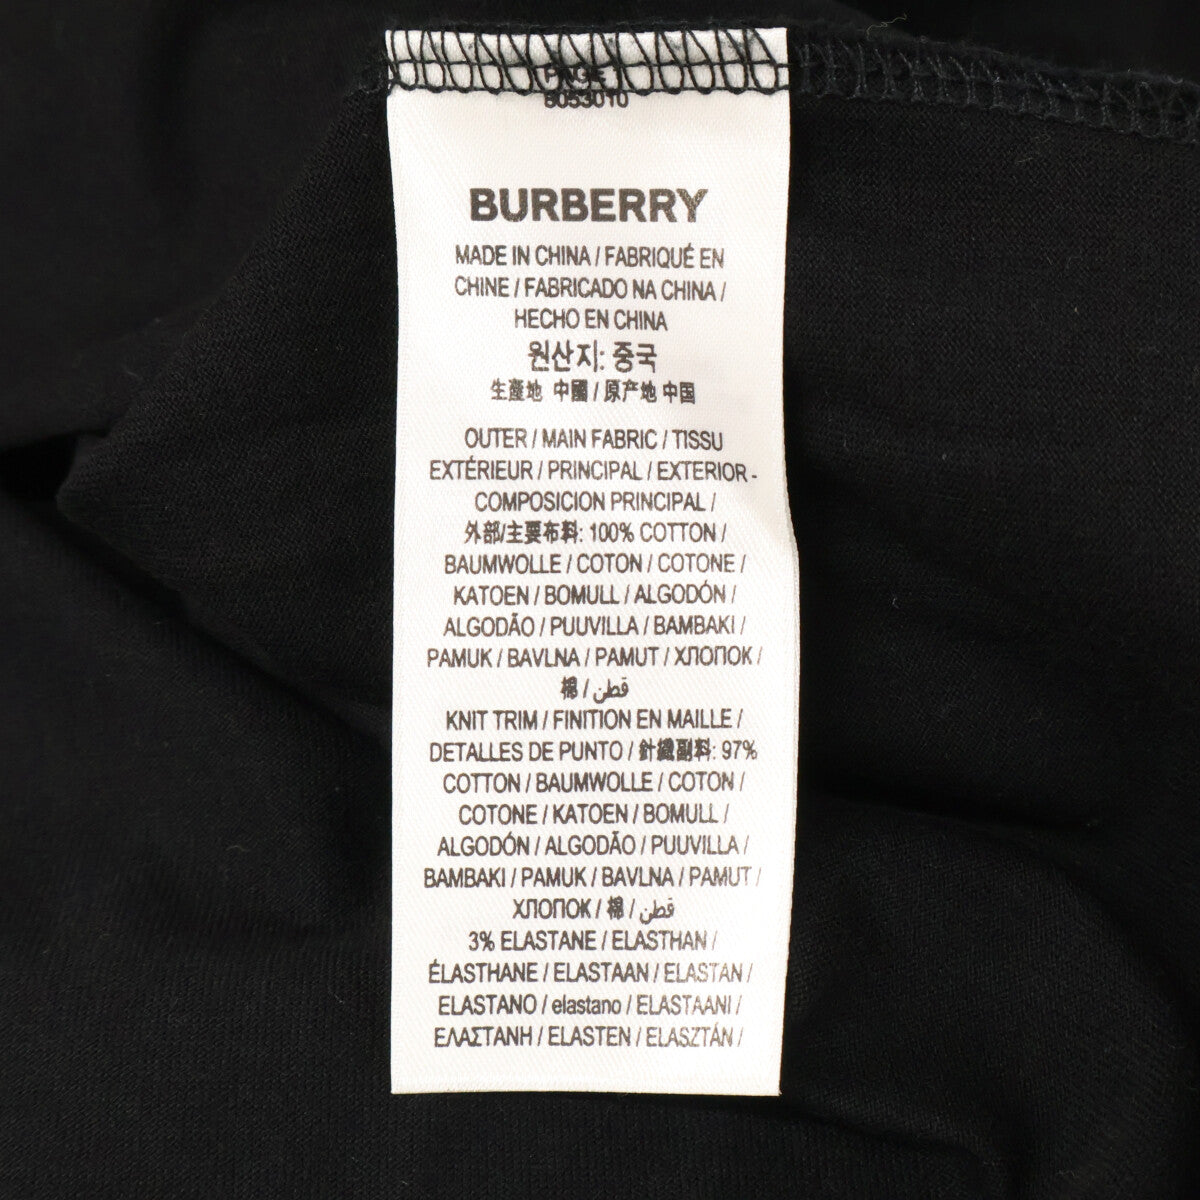 PAGE 1
8053010
BURBERRY
MADE IN CHINA / FABRIQUÉ EN
CHINE / FABRICADO NA CHINA /
HECHO EN CHINA
원산지: 중국
生產地 中國 / 原产地 中国
OUTER / MAIN FABRIC / TISSU
EXTÉRIEUR / PRINCIPAL / EXTERIOR -
COMPOSICION PRINCIPAL /
外部/主要布料: 100% COTTON /
BAUMWOLLE / COTON / COTONE /
KATOEN / BOMULL / ALGODÓN /
ALGODÃO / PUUVILLA / BAMBAKI /
PAMUK / BAVLNA / PAMUT / ХЛОПОК /
棉 / قطن /
KNIT TRIM / FINITION EN MAILLE /
DETALLES DE PUNTO / 針織副料: 97%
COTTON / BAUMWOLLE / COTON /
COTONE / KATOEN / BOMULL /
ALGODÓN / ALGODÃO / PUUVILLA /
BAMBAKI / PAMUK / BAVLNA / PAMUT /
ХЛОПОК / 棉 / قطن /
3% ELASTANE / ELASTHAN /
ÉLASTHANE / ELASTAAN / ELASTAN /
ELASTANO / elastano / ELASTAANI /
ΕΛΑΣΤΑΝΗ / ELASTEN / ELASZTÁN /